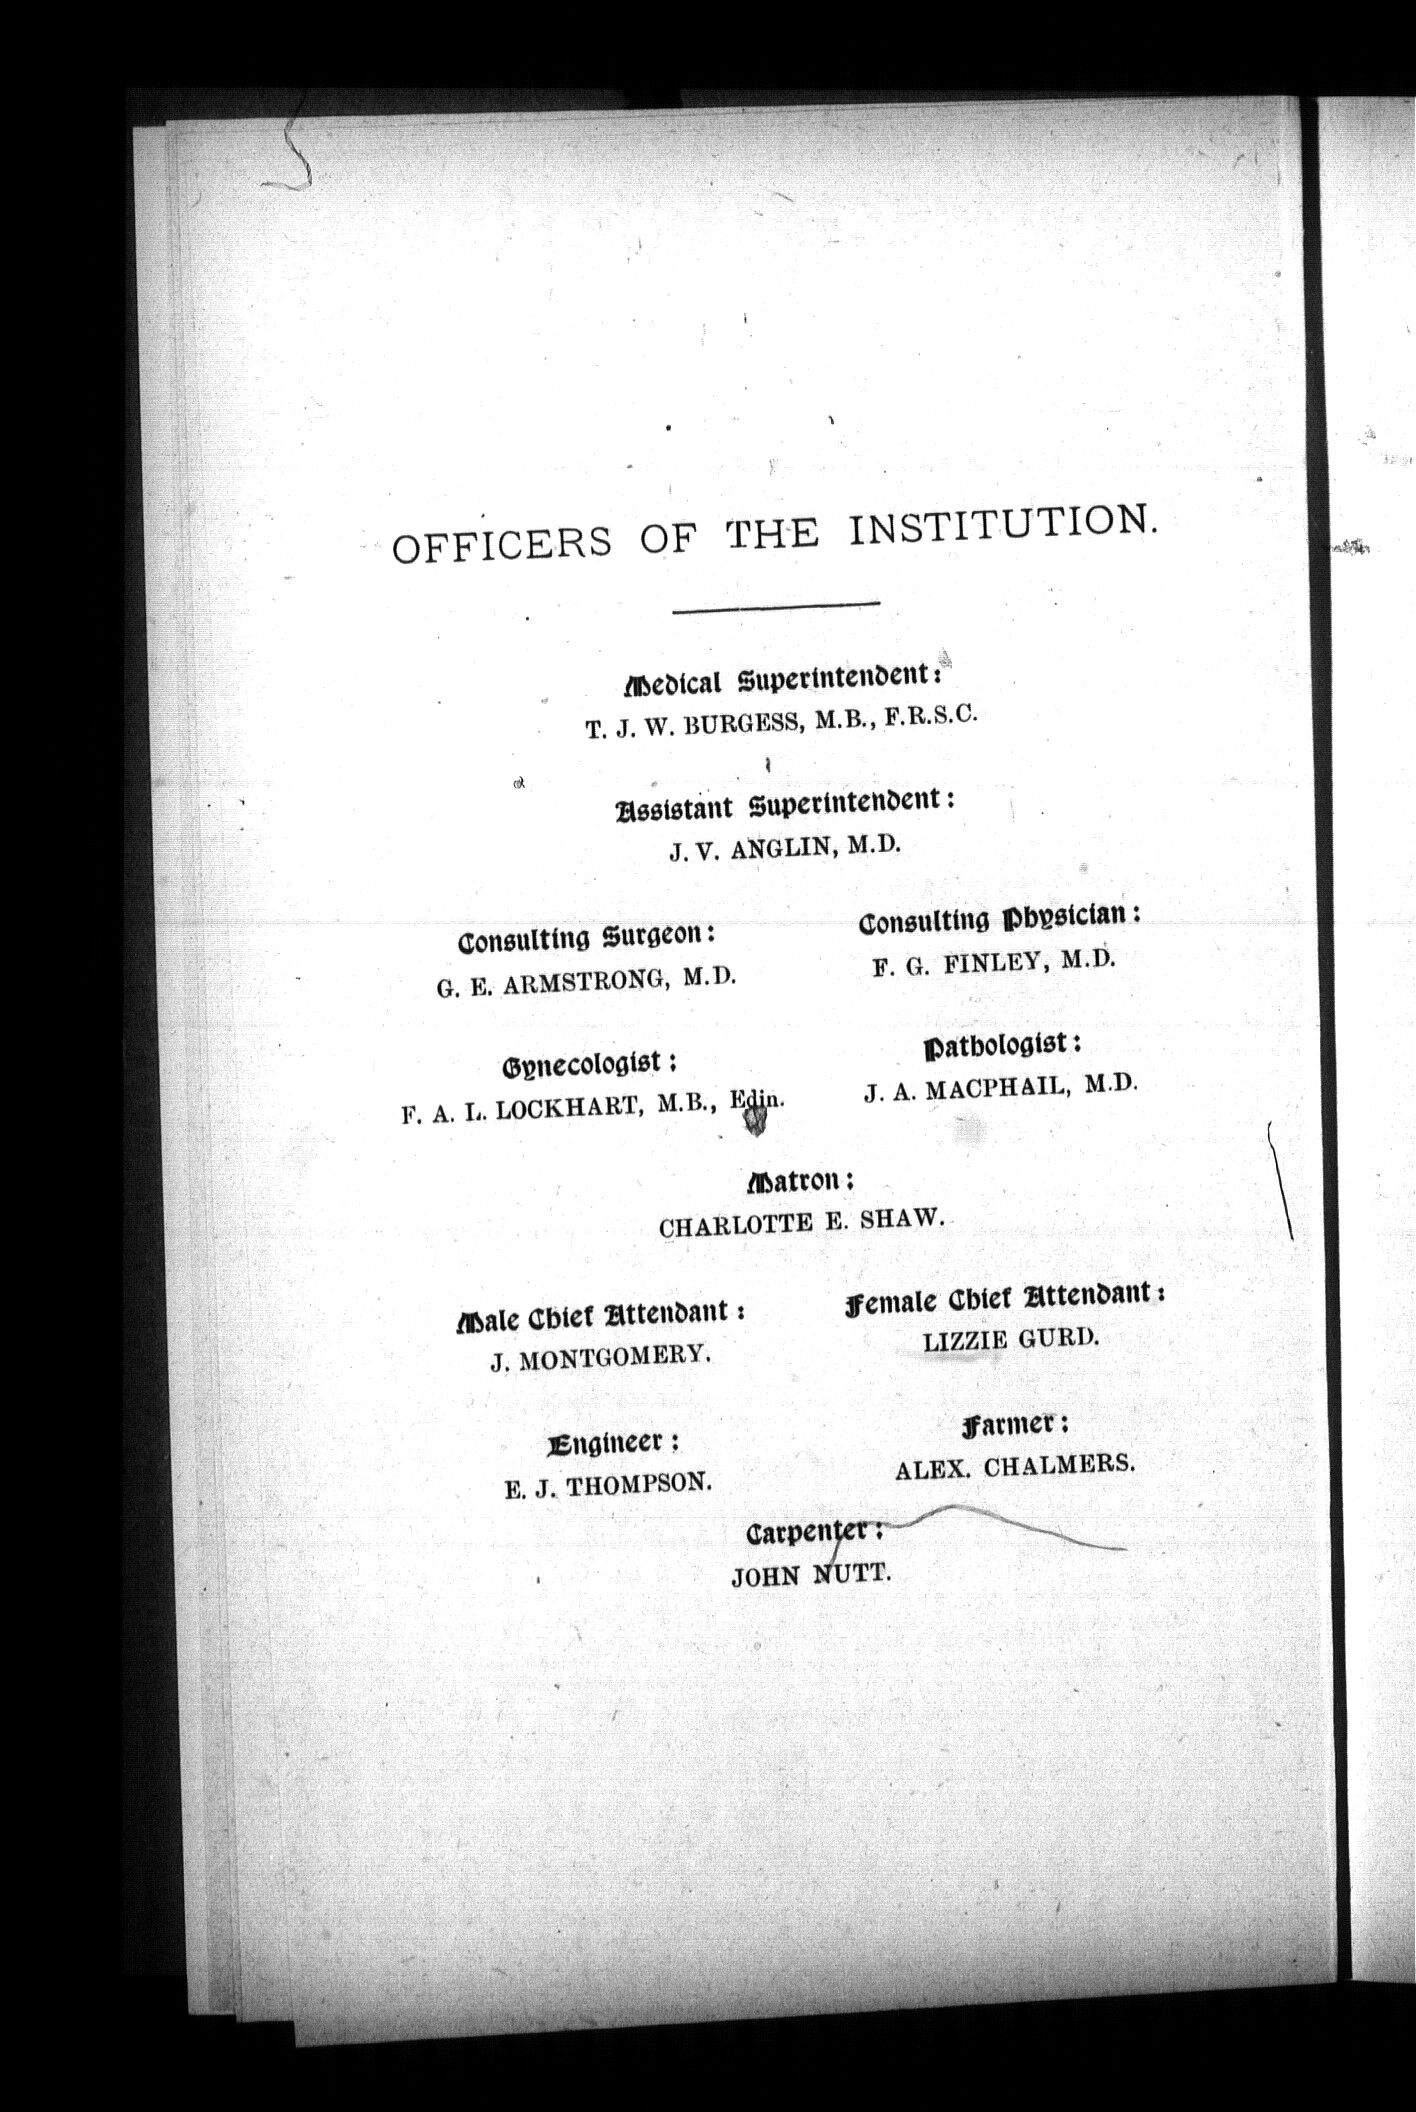 OFFICERS OF THE INSTITUTION.
Medical Superintendent:
T. J. W. BURGESS, M.B., F.R.S.C.
Assistant Superintendent:
J. V. ANGLIN, M.D.
Consulting Surgeon:
G. E. ARMSTRONG, M.D.
Consulting Physician:
F. G. FINLEY, M.D.
Gynecologist:
F. A. L. LOCKHART, M.B., Edin.
Pathologist:
J. A. MACPHAIL, M.D.
Matron:
CHARLOTTE E. SHAW.
Male Chief Attendant:
J. MONTGOMERY.
Female Chief Attendant:
LIZZIE GURD.
Engineer:
E. J. THOMPSON.
Farmer:
ALEX. CHALMERS.
Carpenter:
JOHN NUTT.